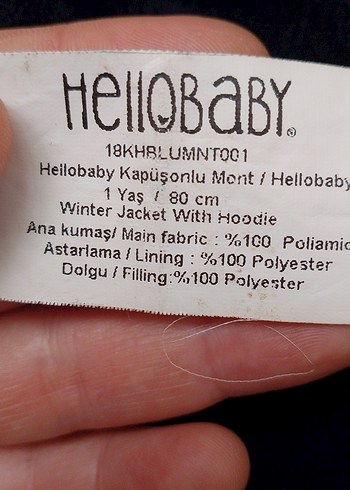 HelloBaBY®
18KHBLUMNT001
Hellobaby Kapüşonlu Mont / Hellobaby
1 Yaş / 80 cm
Winter Jacket With Hoodie
Ana kumaş/ Main fabric : %100 Poliamid
Astarlama / Lining : %100 Polyester
Dolgu / Filling:%100 Polyester